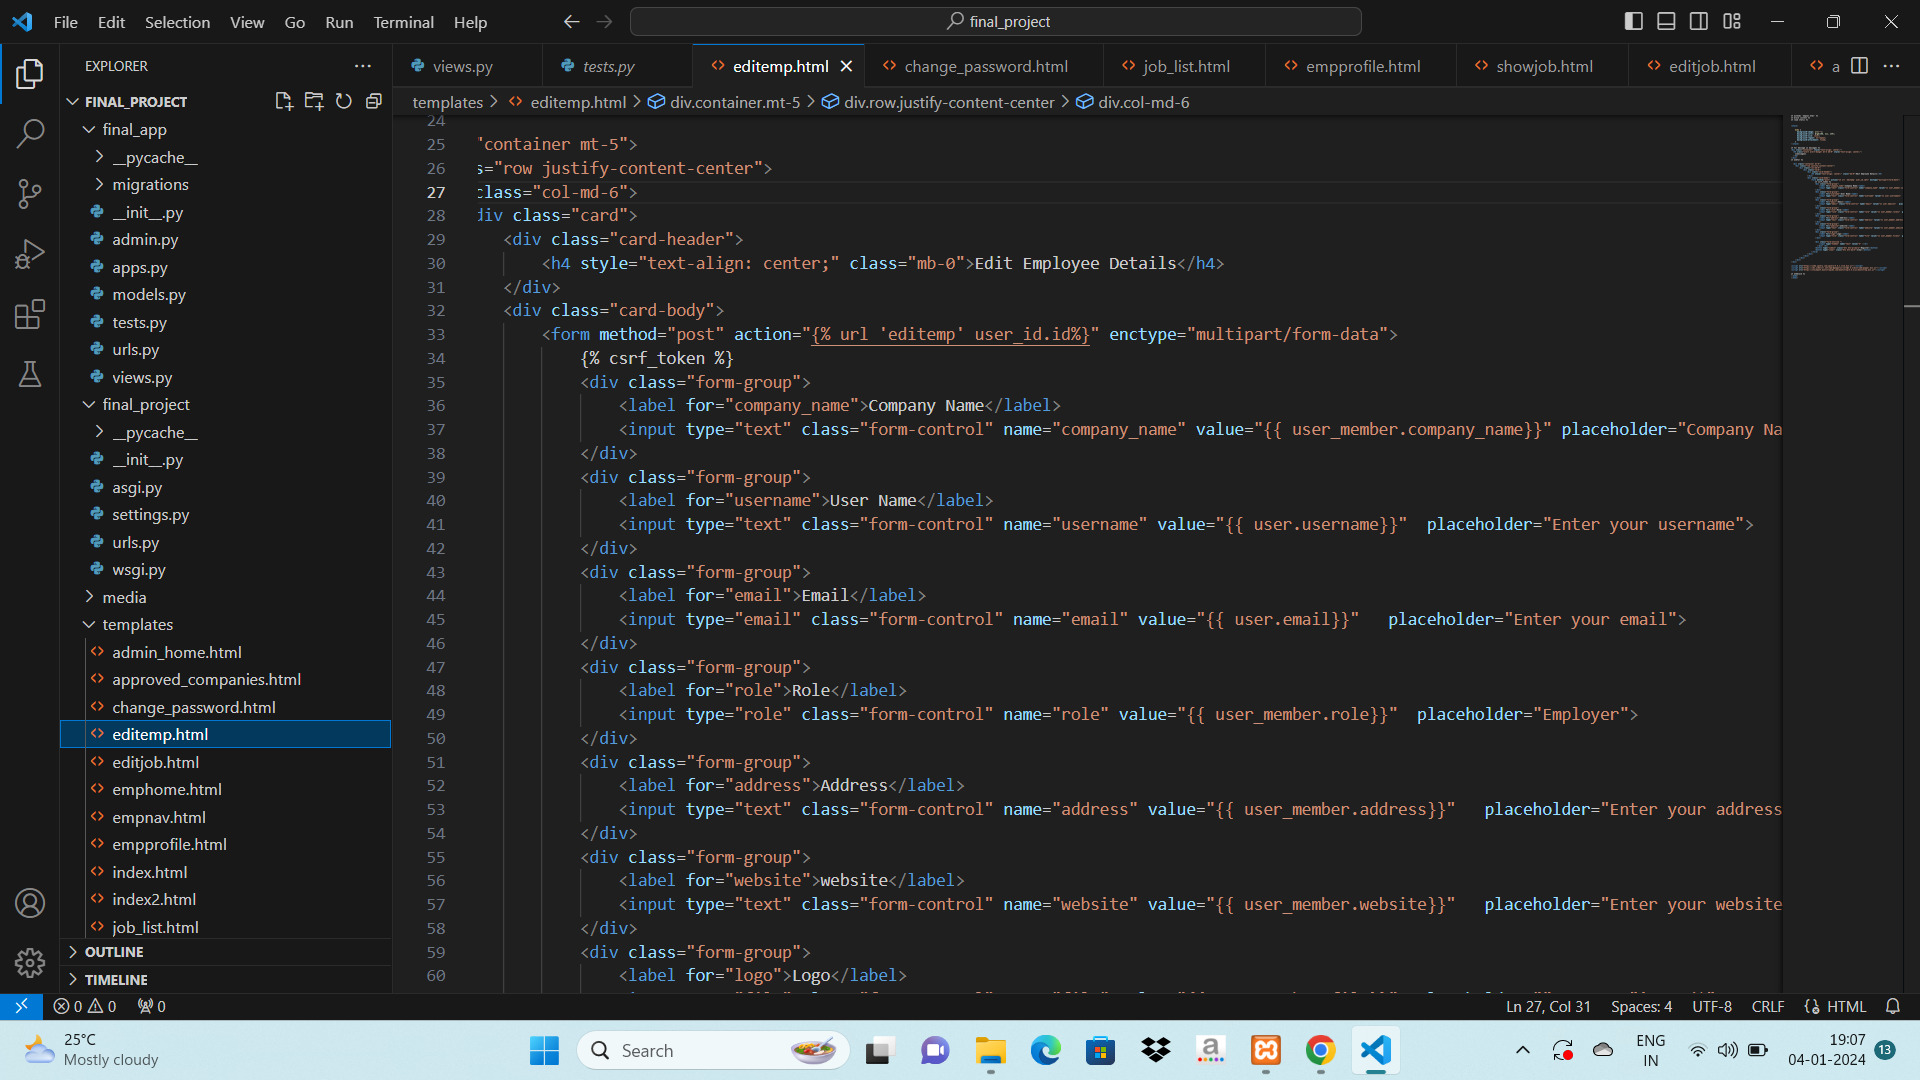 File Edit Selection View Go Run Terminal Help
final_project
EXPLORER
FINAL_PROJECT
final_app
__pycache__
migrations
__init__.py
admin.py
apps.py
models.py
tests.py
urls.py
views.py
final_project
__pycache__
__init__.py
asgi.py
settings.py
urls.py
wsgi.py
media
templates
admin_home.html
approved_companies.html
change_password.html
editemp.html
editjob.html
emphome.html
empnav.html
empprofile.html
index.html
index2.html
job_list.html
OUTLINE
TIMELINE
views.py tests.py editemp.html change_password.html job_list.html empprofile.html showjob.html editjob.html a
templates > editemp.html > div.container.mt-5 > div.row.justify-content-center > div.col-md-6
24
25 "container mt-5">
26 s="row justify-content-center">
27 class="col-md-6">
28 div class="card">
29 <div class="card-header">
30 <h4 style="text-align: center;" class="mb-0">Edit Employee Details</h4>
31 </div>
32 <div class="card-body">
33 <form method="post" action="{% url 'editemp' user_id.id%}" enctype="multipart/form-data">
34 {% csrf_token %}
35 <div class="form-group">
36 <label for="company_name">Company Name</label>
37 <input type="text" class="form-control" name="company_name" value="{{ user_member.company_name}}" placeholder="Company Na
38 </div>
39 <div class="form-group">
40 <label for="username">User Name</label>
41 <input type="text" class="form-control" name="username" value="{{ user.username}}"  placeholder="Enter your username">
42 </div>
43 <div class="form-group">
44 <label for="email">Email</label>
45 <input type="email" class="form-control" name="email" value="{{ user.email}}"   placeholder="Enter your email">
46 </div>
47 <div class="form-group">
48 <label for="role">Role</label>
49 <input type="role" class="form-control" name="role" value="{{ user_member.role}}"  placeholder="Employer">
50 </div>
51 <div class="form-group">
52 <label for="address">Address</label>
53 <input type="text" class="form-control" name="address" value="{{ user_member.address}}"   placeholder="Enter your address
54 </div>
55 <div class="form-group">
56 <label for="website">website</label>
57 <input type="text" class="form-control" name="website" value="{{ user_member.website}}"   placeholder="Enter your website
58 </div>
59 <div class="form-group">
60 <label for="logo">Logo</label>
0 0 0 Ln 27, Col 31 Spaces: 4 UTF-8 CRLF HTML
25°C
Mostly cloudy
Search
ENG
IN
19:07
04-01-2024
13